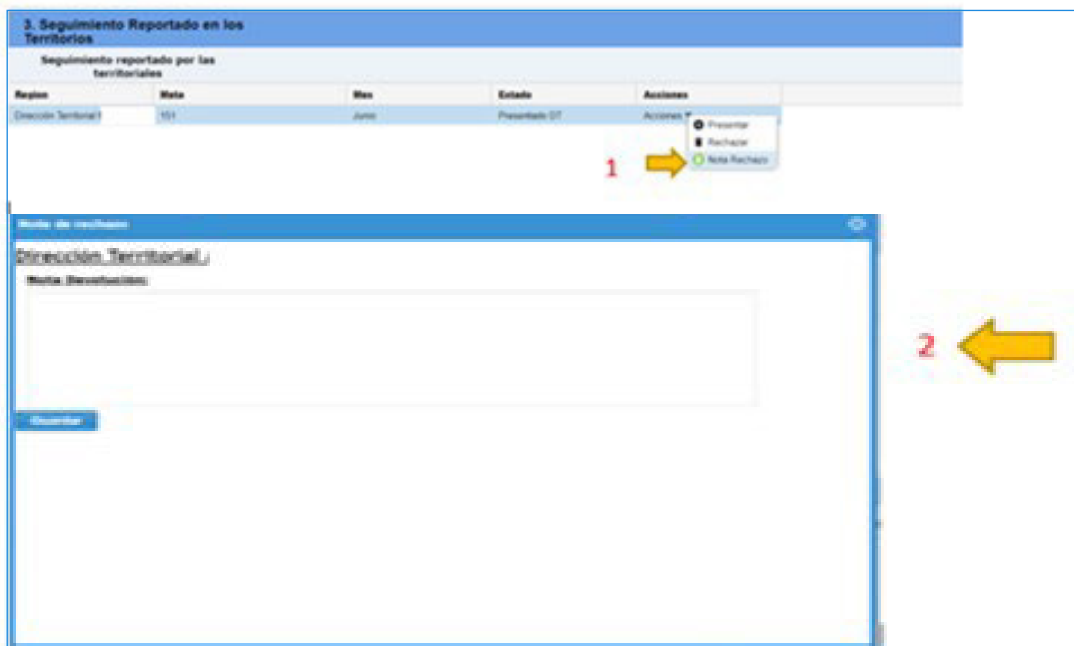 3. Seguimiento Reportado en los
Territorios
Seguimiento reportado por las
territoriales
Region Meta Mes Estado Acciones
Dirección Territorial 151 Junio Presentado DT Acciones
Presentar
Rechazar
Nota Rechazo
1
Nota de rechazo
Dirección Territorial
Nota Devolución:
2
Guardar